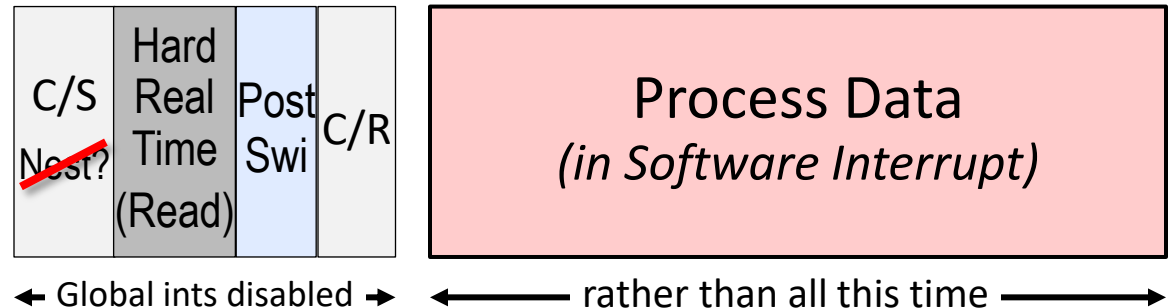 C/S
Nest?
Hard
Real
Time
(Read)
Post
Swi
C/R
Process Data
(in Software Interrupt)
Global ints disabled
rather than all this time